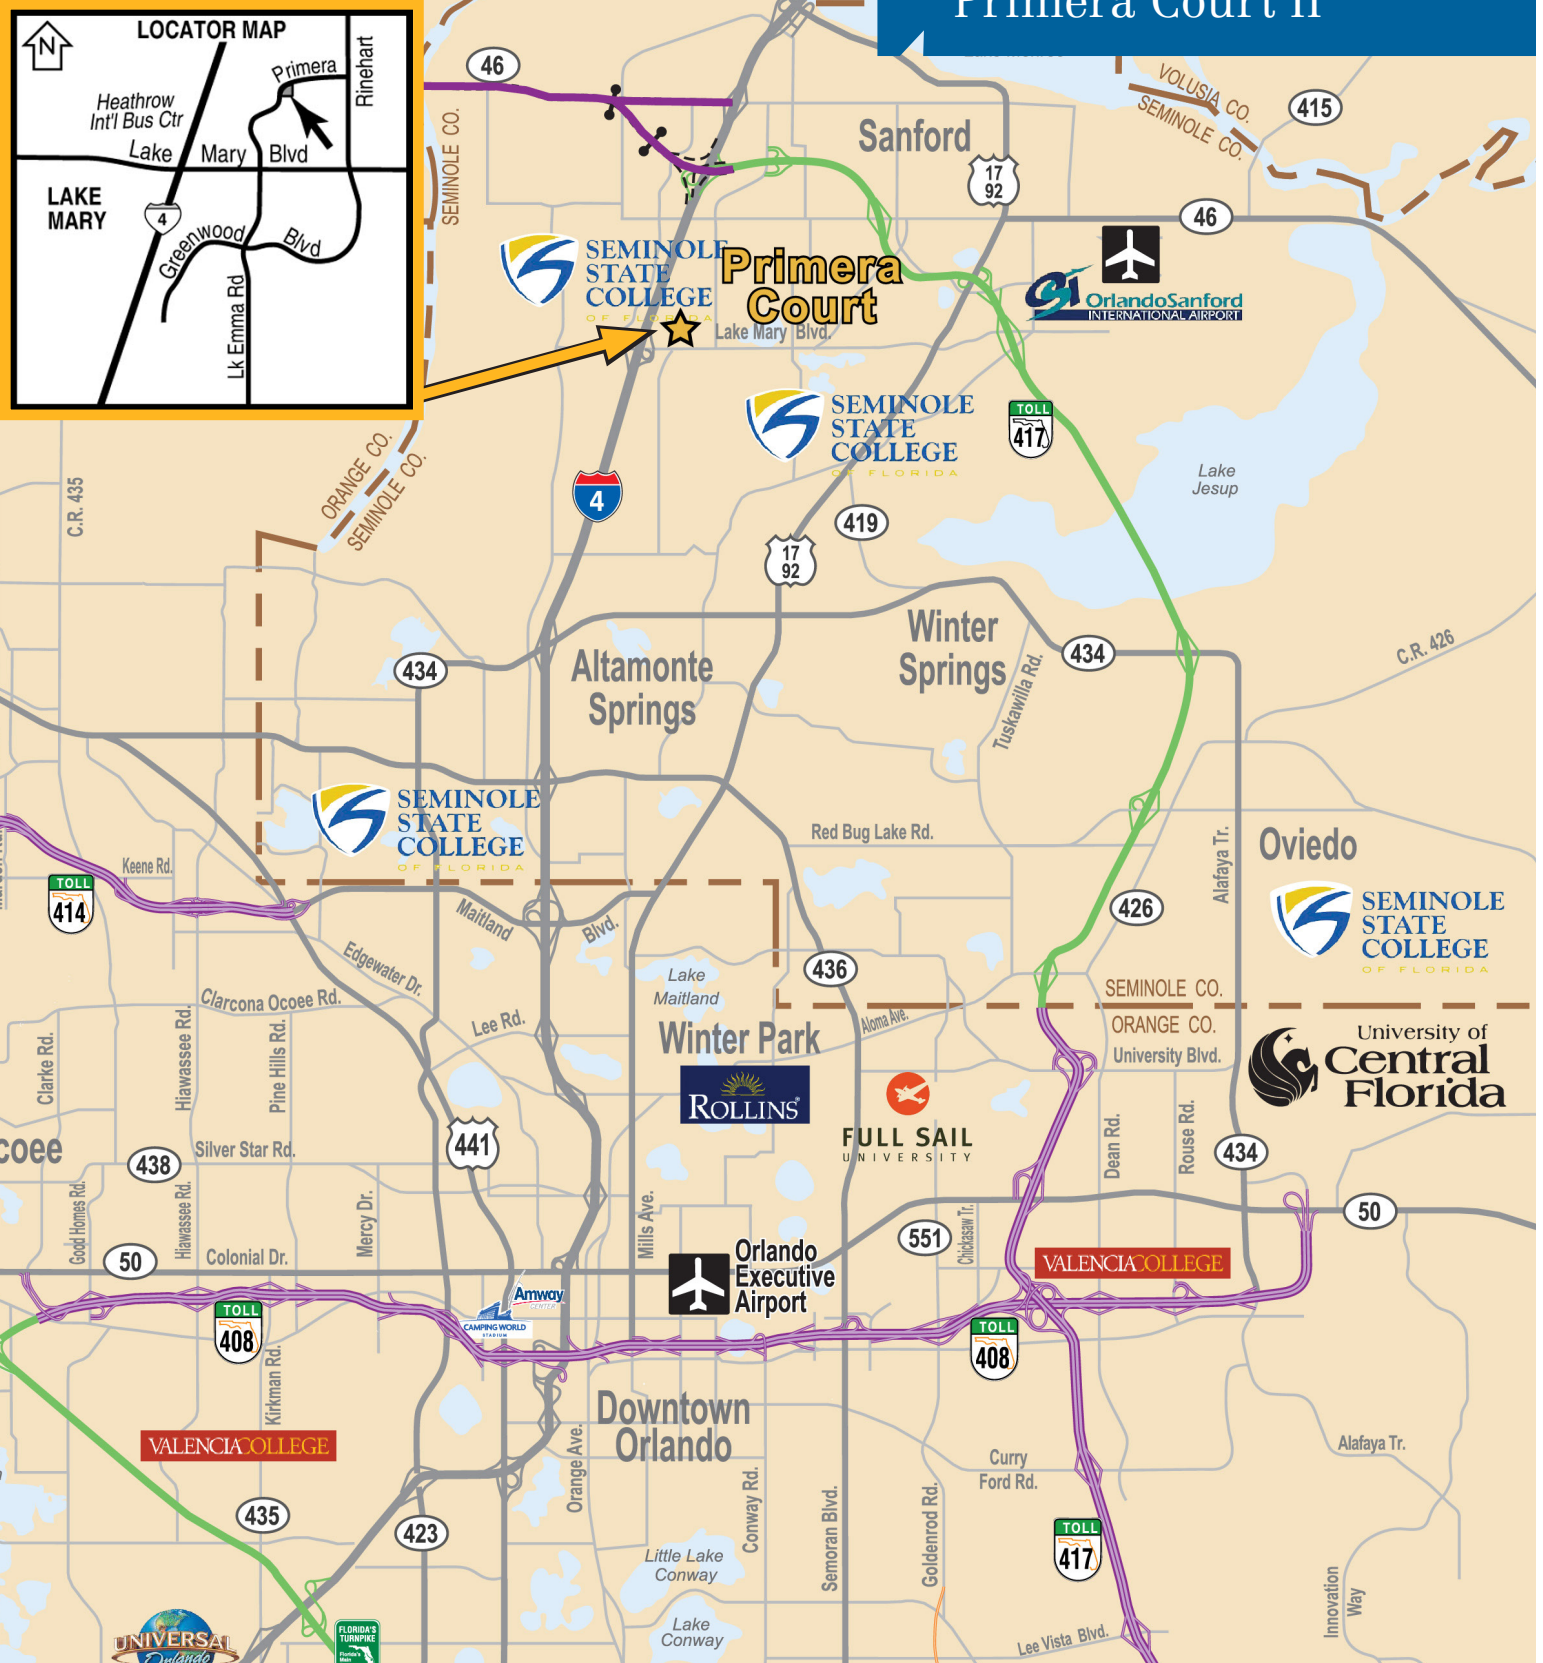 Primera Court II
LOCATOR MAP
N
Primera
Rinehart
Heathrow
Int'l Bus Ctr
Lake Mary Blvd
LAKE
MARY
4
Greenwood Blvd
Lk Emma Rd
46
SEMINOLE CO.
Sanford
17
92
VOLUSIA CO.
SEMINOLE CO.
415
46
SEMINOLE
STATE
COLLEGE
OF FLORIDA
Primera
Court
Lake Mary Blvd.
OrlandoSanford
INTERNATIONAL AIRPORT
SEMINOLE
STATE
COLLEGE
OF FLORIDA
TOLL
417
ORANGE CO.
SEMINOLE CO.
C.R. 435
4
Lake
Jesup
419
17
92
434
Altamonte
Springs
Winter
Springs
434
Tuskawilla Rd.
C.R. 426
SEMINOLE
STATE
COLLEGE
OF FLORIDA
Red Bug Lake Rd.
Alafaya Tr.
Oviedo
Keene Rd.
TOLL
414
Maitland Blvd.
426
SEMINOLE
STATE
COLLEGE
OF FLORIDA
Edgewater Dr.
Lake
Maitland
436
SEMINOLE CO.
ORANGE CO.
Clarcona Ocoee Rd.
Lee Rd.
Aloma Ave.
Winter Park
University Blvd.
University of
Central
Florida
Clarke Rd.
Hiawassee Rd.
Pine Hills Rd.
ROLLINS
FULL SAIL
UNIVERSITY
Dean Rd.
Rouse Rd.
coee
438
Silver Star Rd.
441
434
Good Homes Rd.
Hiawassee Rd.
Mercy Dr.
Mills Ave.
Chickasaw Tr.
50
551
50
Colonial Dr.
Orlando
Executive
Airport
VALENCIACOLLEGE
Amway
CENTER
CAMPING WORLD
STADIUM
TOLL
408
TOLL
408
Kirkman Rd.
Downtown
Orlando
VALENCIACOLLEGE
Orange Ave.
Conway Rd.
Semoran Blvd.
Goldenrod Rd.
Curry
Ford Rd.
Alafaya Tr.
435
423
TOLL
417
Little Lake
Conway
Lake
Conway
Innovation
Way
Lee Vista Blvd.
UNIVERSAL
Orlando
FLORIDA'S
TURNPIKE
Florida's
Main